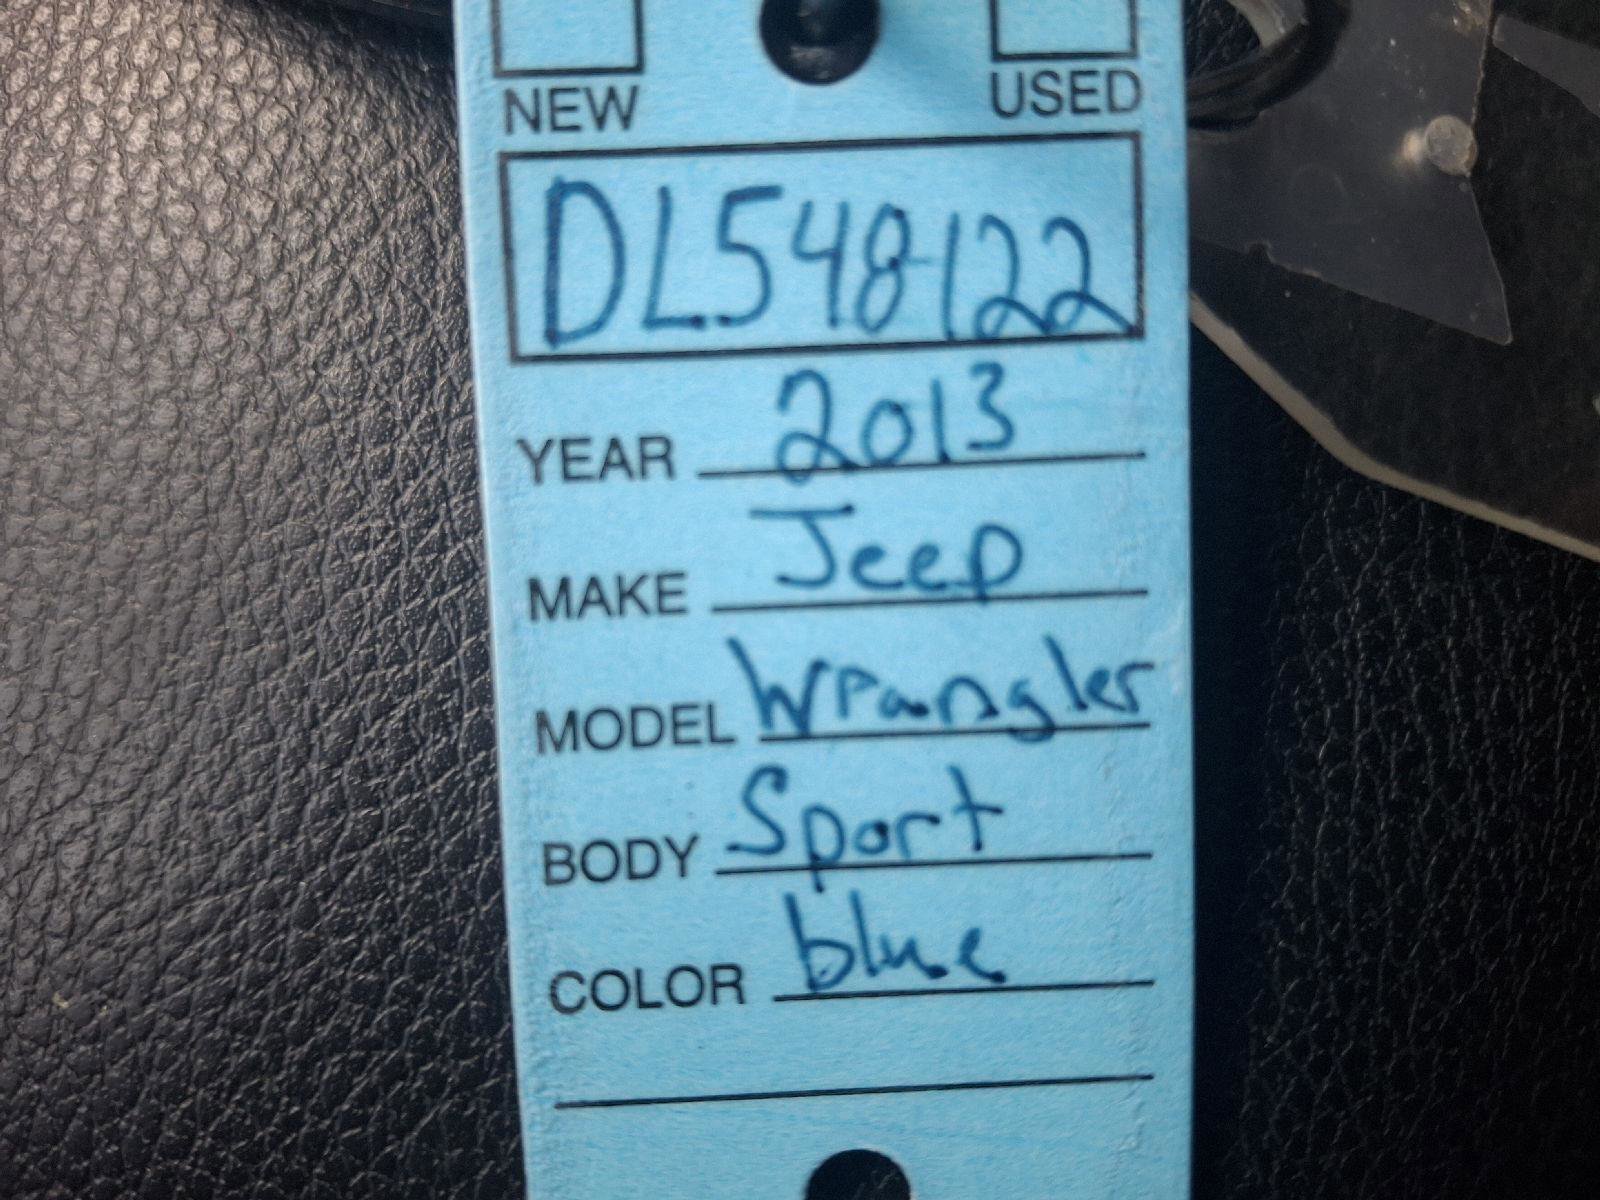 NEW USED
DL548122
YEAR 2013
MAKE Jeep
MODEL Wrangler
BODY Sport
COLOR blue